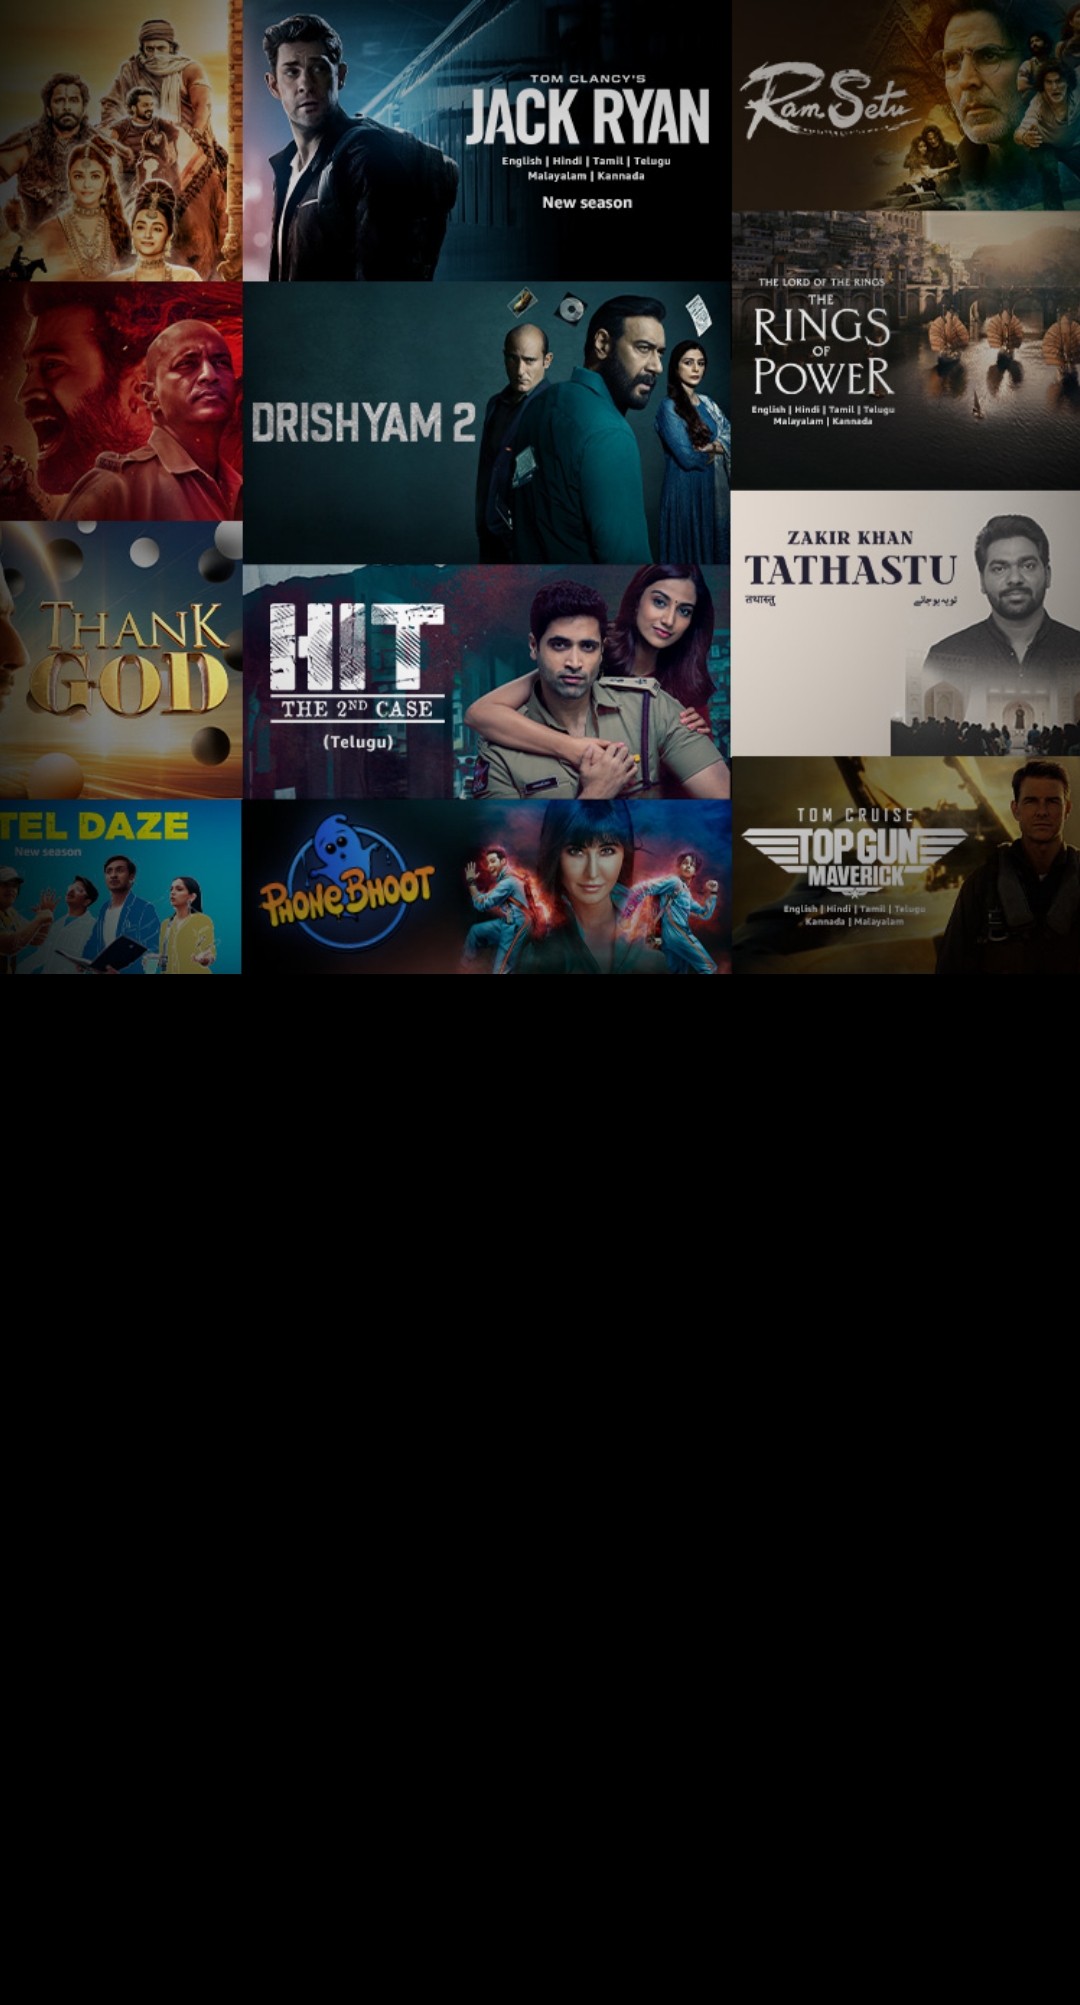 TOM CLANCY'S
JACK RYAN
English | Hindi | Tamil | Telugu
Malayalam | Kannada
New season
Ram Setu
THE LORD OF THE RINGS
THE
RINGS
OF
POWER
English | Hindi | Tamil | Telugu
Malayalam | Kannada
DRISHYAM 2
ZAKIR KHAN
TATHASTU
तथास्तु
THANK
GOD
HIT
THE 2ND CASE
(Telugu)
TEL DAZE
New season
PHONE BHOOT
TOM CRUISE
TOPGUN
MAVERICK
English | Hindi | Tamil | Telugu
Kannada | Malayalam